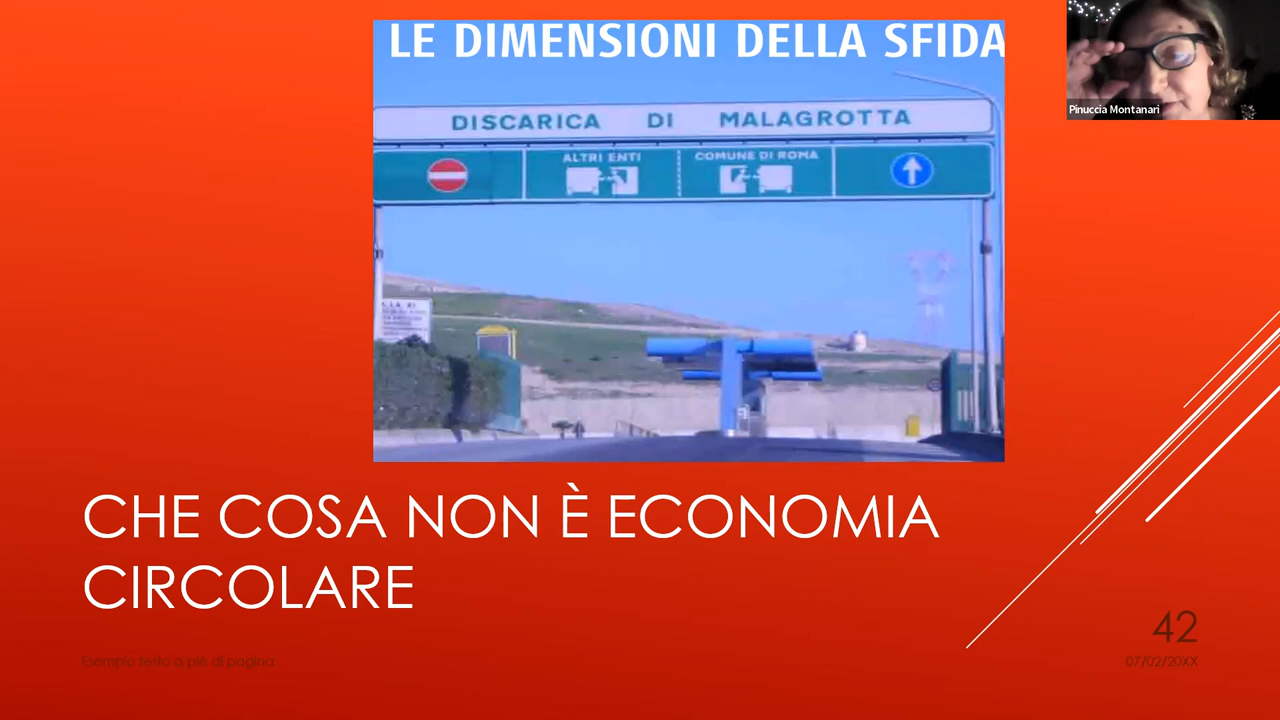 LE DIMENSIONI DELLA SFIDA
Pinuccia Montanari
DISCARICA DI MALAGROTTA
ALTRI ENTI
COMUNE DI ROMA
CHE COSA NON È ECONOMIA
CIRCOLARE
42
Esempio testo a piè di pagina
07/02/20XX